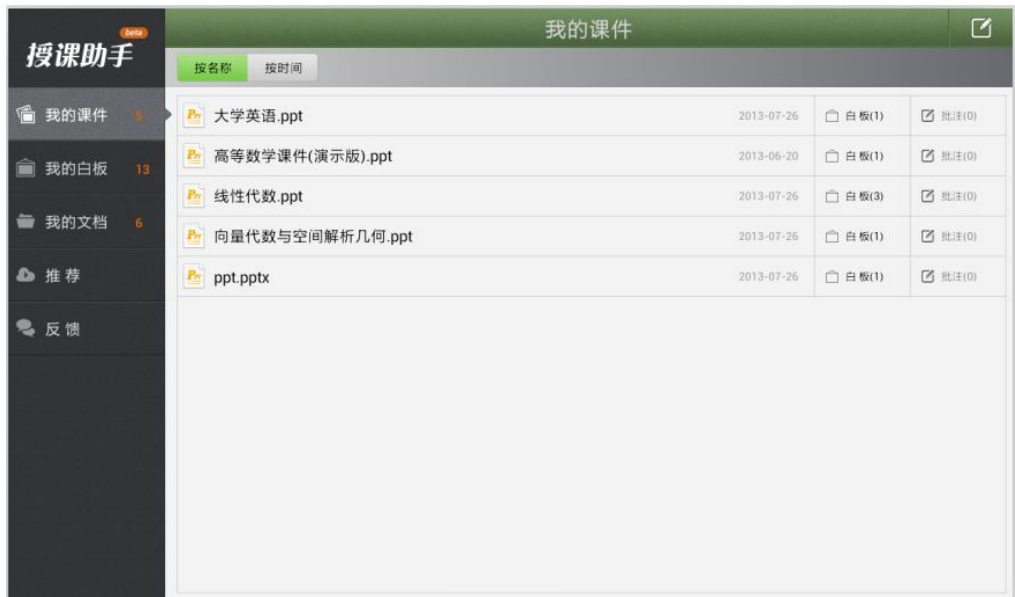 beta
授课助手
我的课件
按名称 按时间
我的课件 5
我的白板 13
我的文档 6
推荐
反馈
大学英语.ppt 2013-07-26 白板(1) 批注(0)
高等数学课件(演示版).ppt 2013-06-20 白板(1) 批注(0)
线性代数.ppt 2013-07-26 白板(3) 批注(0)
向量代数与空间解析几何.ppt 2013-07-26 白板(1) 批注(0)
ppt.pptx 2013-07-26 白板(1) 批注(0)